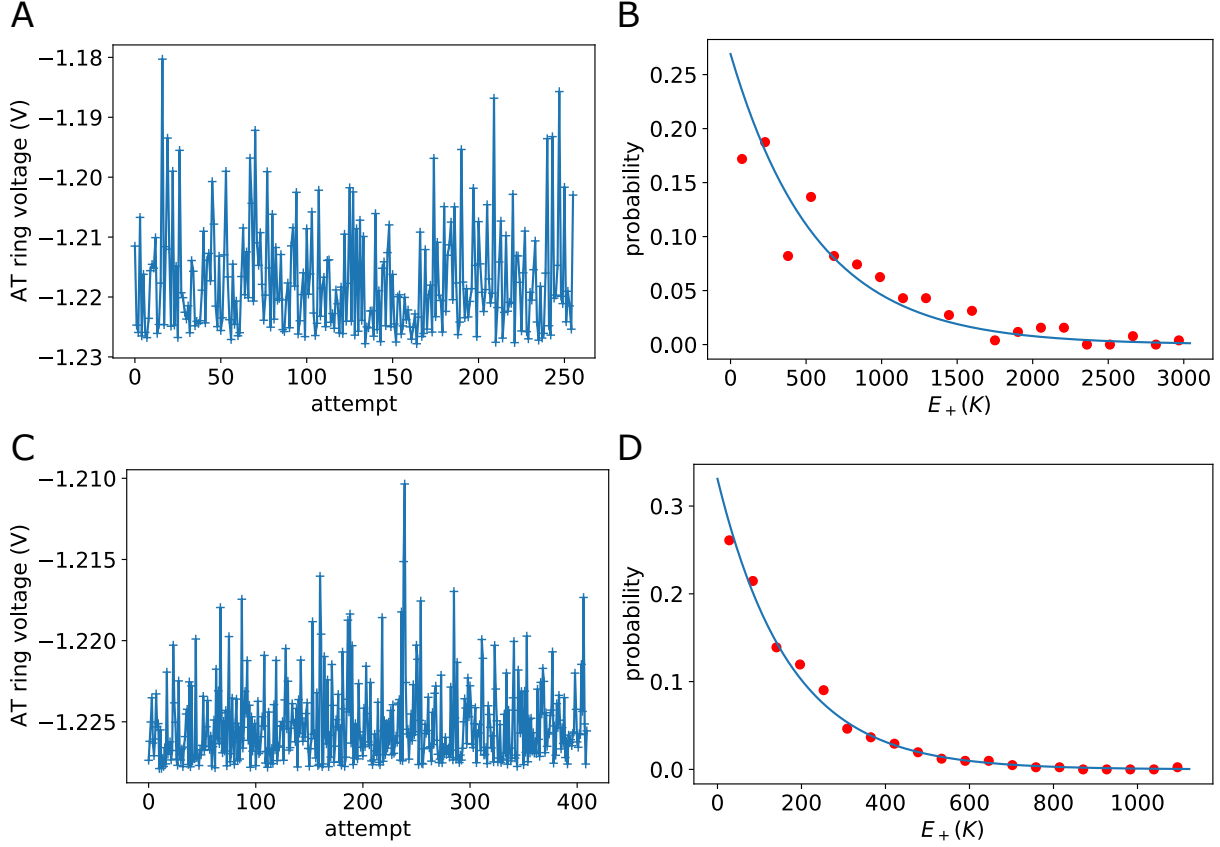 A
AT ring voltage (V)
−1.18
−1.19
−1.20
−1.21
−1.22
−1.23
0 50 100 150 200 250
attempt
B
probability
0.25
0.20
0.15
0.10
0.05
0.00
0 500 1000 1500 2000 2500 3000
E+(K)
C
AT ring voltage (V)
−1.210
−1.215
−1.220
−1.225
0 100 200 300 400
attempt
D
probability
0.3
0.2
0.1
0.0
0 200 400 600 800 1000
E+(K)